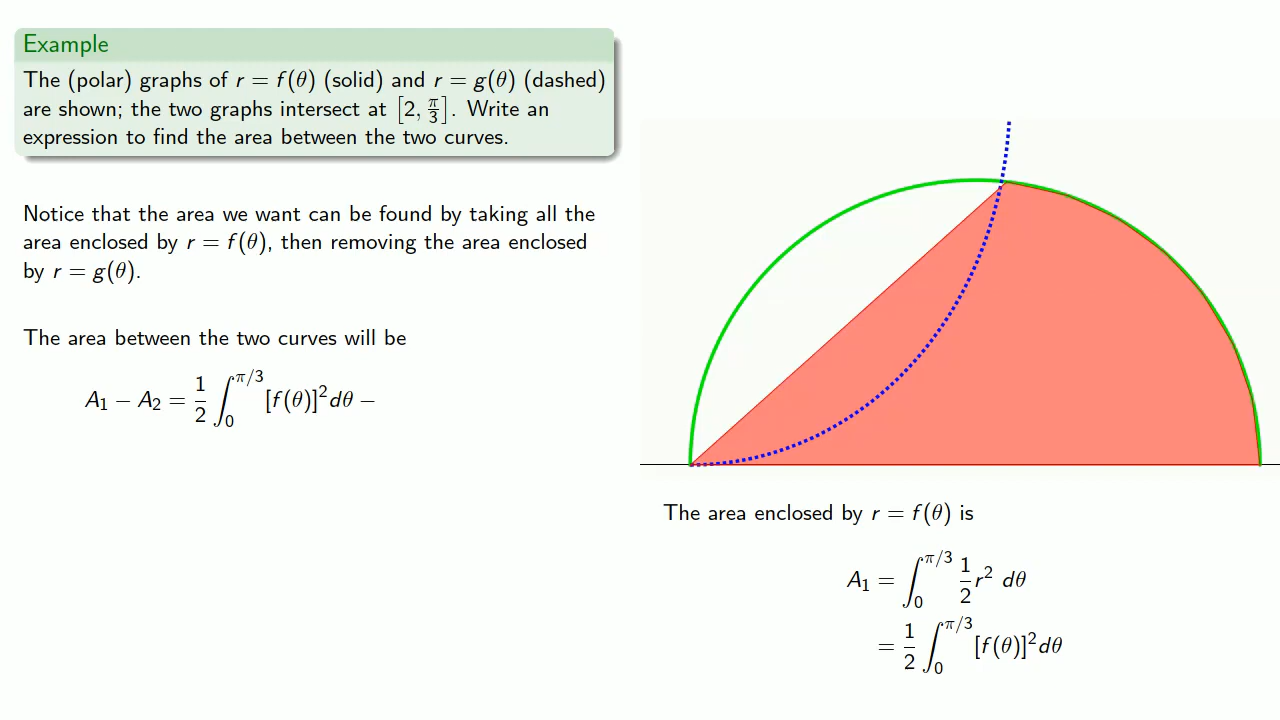 Example
The (polar) graphs of r = f(θ) (solid) and r = g(θ) (dashed)
are shown; the two graphs intersect at [2, π/3]. Write an
expression to find the area between the two curves.
Notice that the area we want can be found by taking all the
area enclosed by r = f(θ), then removing the area enclosed
by r = g(θ).
The area between the two curves will be
A₁ − A₂ = 1/2 ∫₀^{π/3} [f(θ)]² dθ −
The area enclosed by r = f(θ) is
A₁ = ∫₀^{π/3} 1/2 r² dθ
= 1/2 ∫₀^{π/3} [f(θ)]² dθ